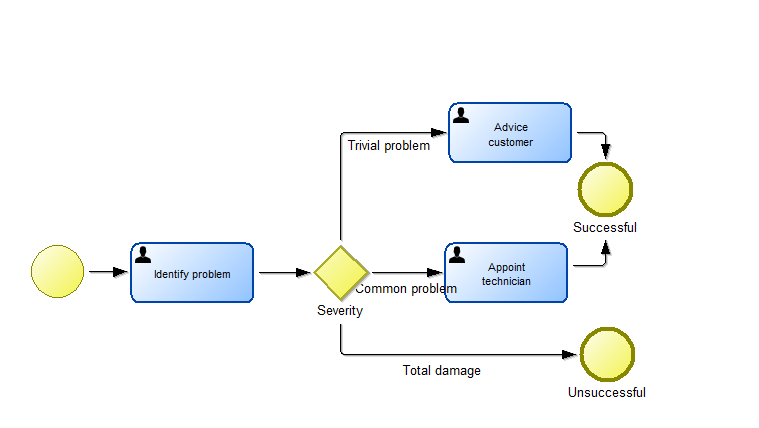 Advice
customer
Trivial problem
Successful
Identify problem
Appoint
technician
Common problem
Severity
Total damage
Unsuccessful